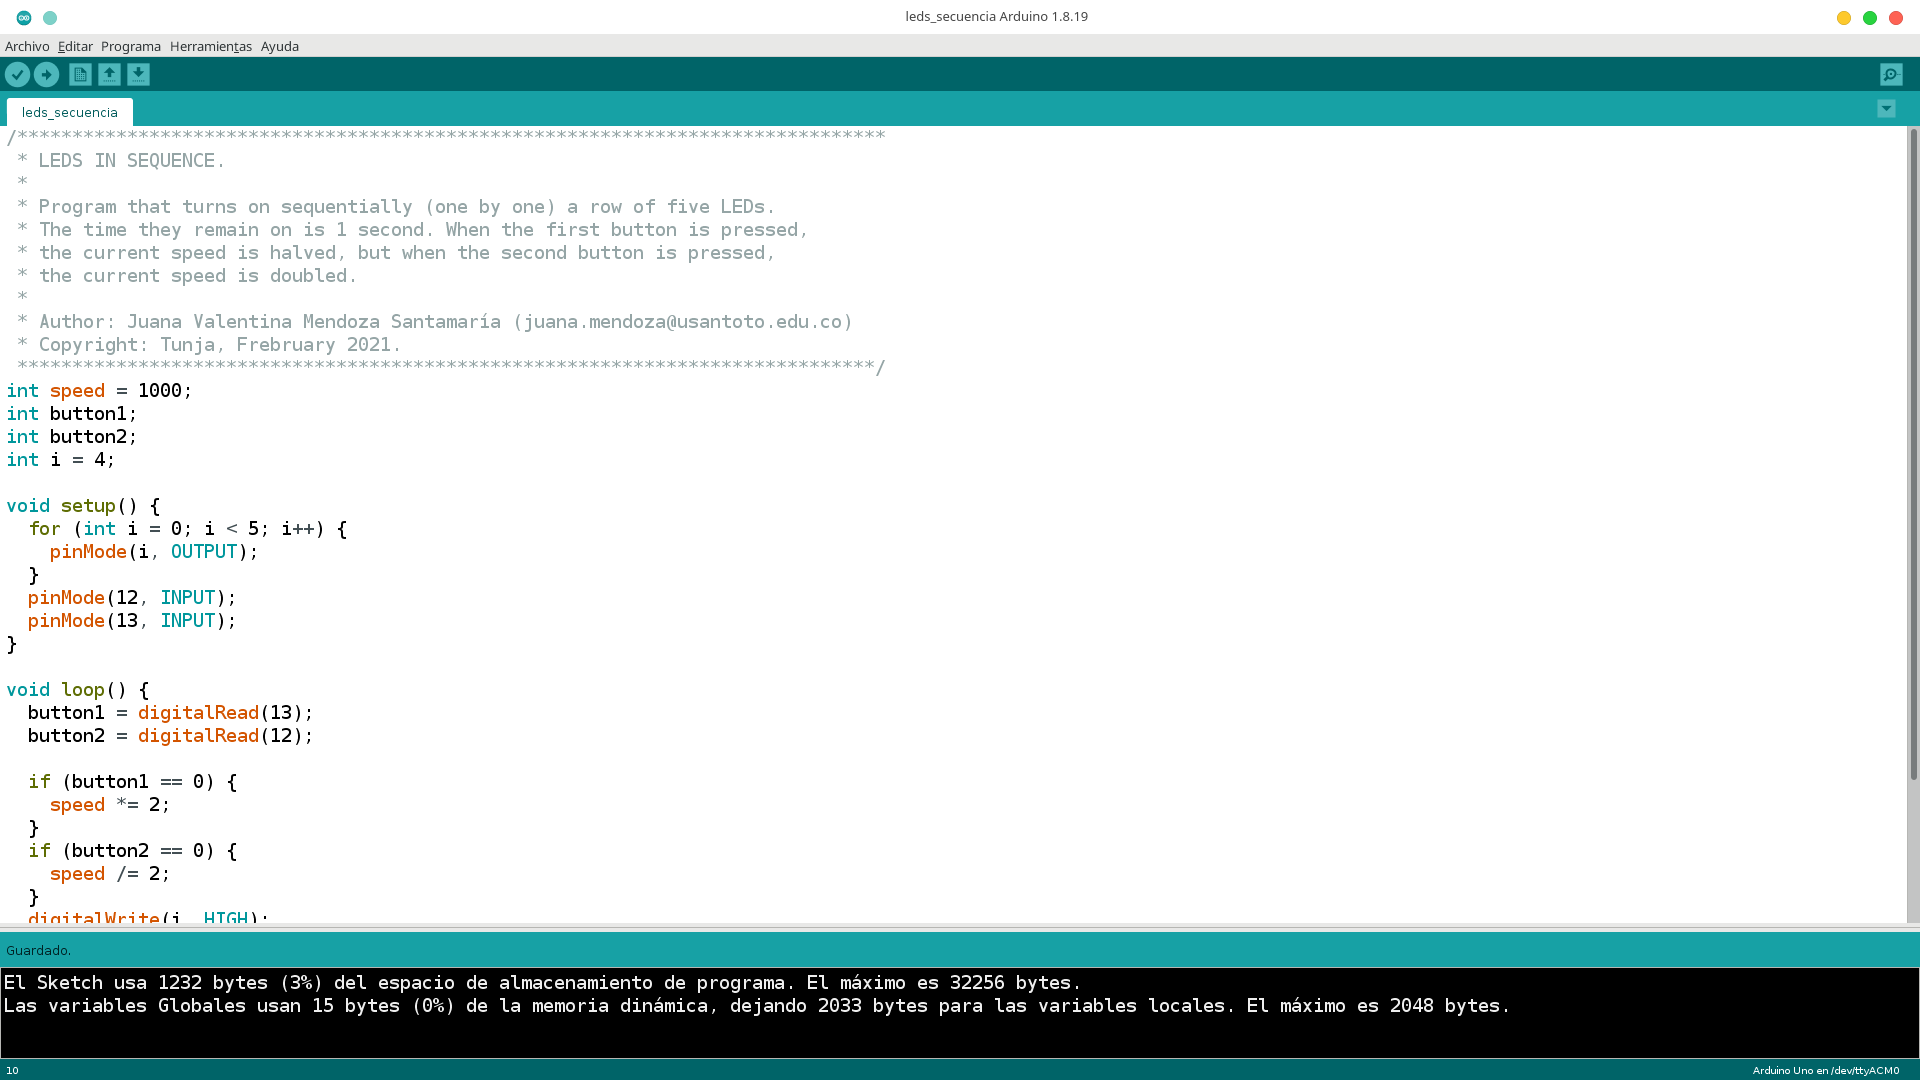 leds_secuencia Arduino 1.8.19
Archivo Editar Programa Herramientas Ayuda
leds_secuencia
/*******************************************************************************
 * LEDS IN SEQUENCE.
 *
 * Program that turns on sequentially (one by one) a row of five LEDs.
 * The time they remain on is 1 second. When the first button is pressed,
 * the current speed is halved, but when the second button is pressed,
 * the current speed is doubled.
 *
 * Author: Juana Valentina Mendoza Santamaría (juana.mendoza@usantoto.edu.co)
 * Copyright: Tunja, Frebruary 2021.
 ******************************************************************************/
int speed = 1000;
int button1;
int button2;
int i = 4;

void setup() {
  for (int i = 0; i < 5; i++) {
    pinMode(i, OUTPUT);
  }
  pinMode(12, INPUT);
  pinMode(13, INPUT);
}

void loop() {
  button1 = digitalRead(13);
  button2 = digitalRead(12);

  if (button1 == 0) {
    speed *= 2;
  }
  if (button2 == 0) {
    speed /= 2;
  }
  digitalWrite(i, HIGH);
Guardado.
El Sketch usa 1232 bytes (3%) del espacio de almacenamiento de programa. El máximo es 32256 bytes.
Las variables Globales usan 15 bytes (0%) de la memoria dinámica, dejando 2033 bytes para las variables locales. El máximo es 2048 bytes.
10
Arduino Uno en /dev/ttyACM0